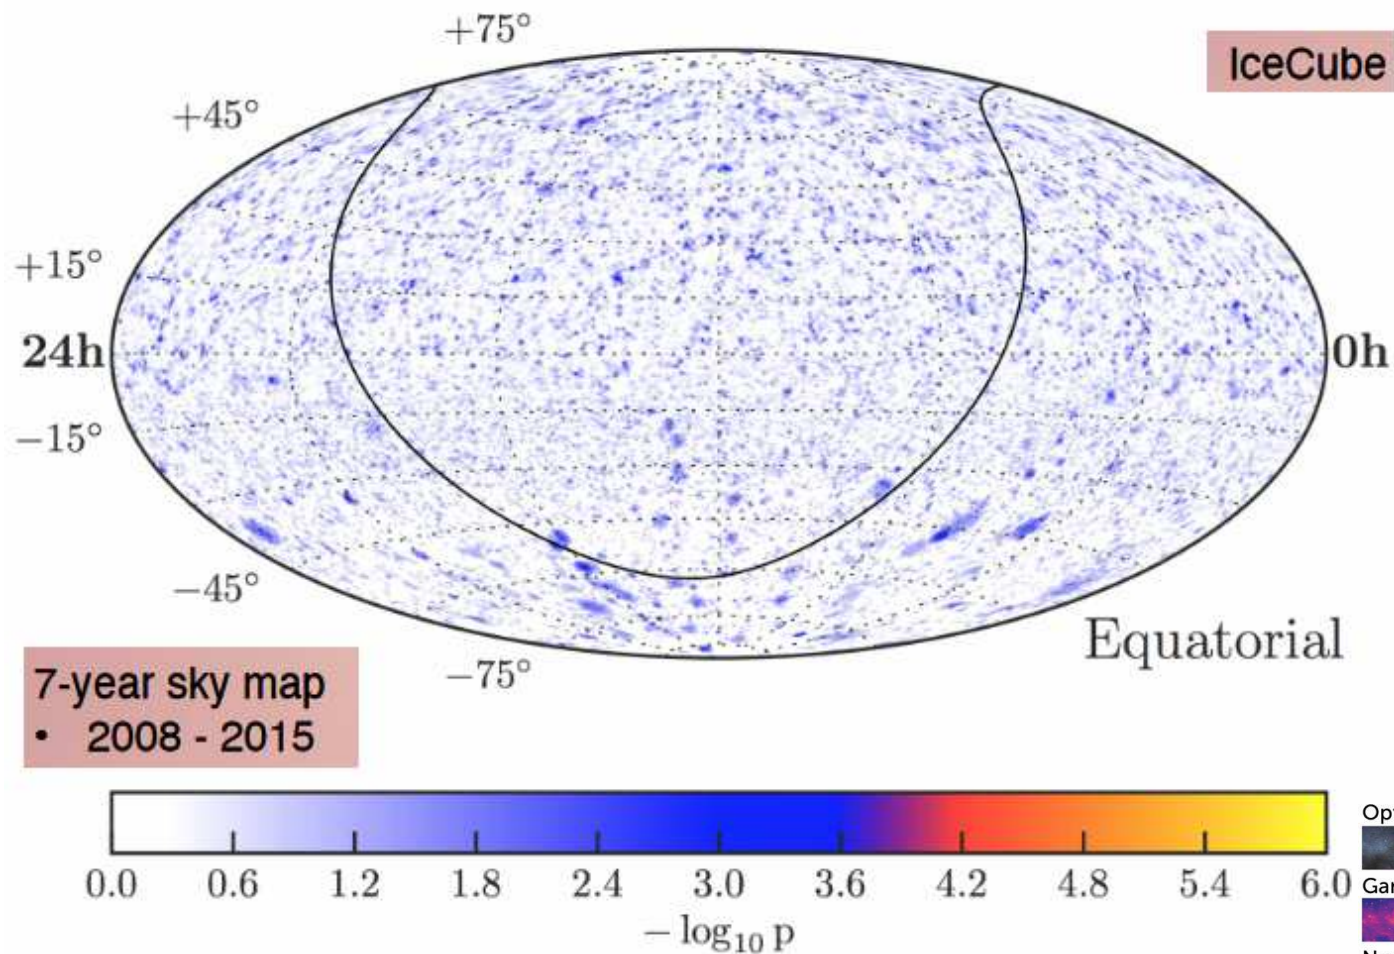 +75°
IceCube
+45°
+15°
24h
0h
−15°
−45°
Equatorial
−75°
7-year sky map
• 2008 - 2015
0.0 0.6 1.2 1.8 2.4 3.0 3.6 4.2 4.8 5.4 6.0
− log₁₀ p